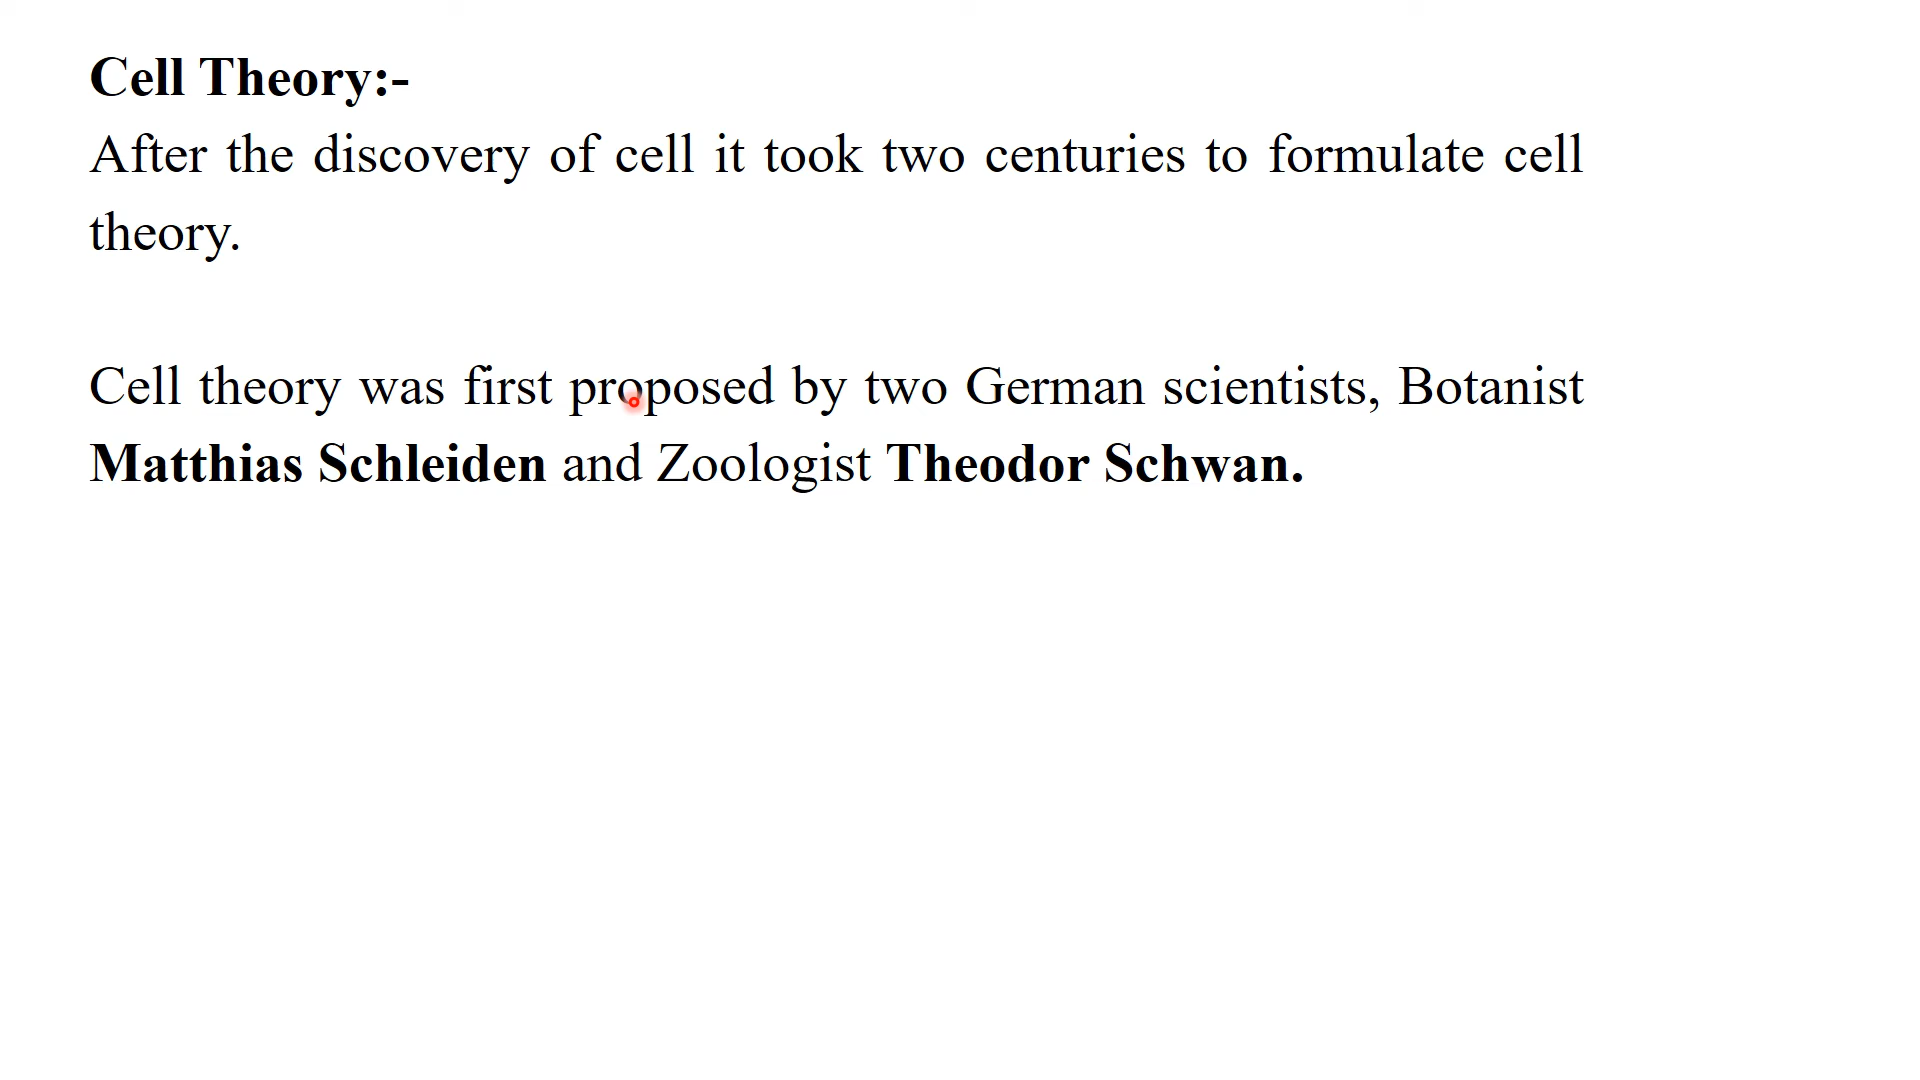 Cell Theory:-
After the discovery of cell it took two centuries to formulate cell
theory.
Cell theory was first proposed by two German scientists, Botanist
Matthias Schleiden and Zoologist Theodor Schwan.